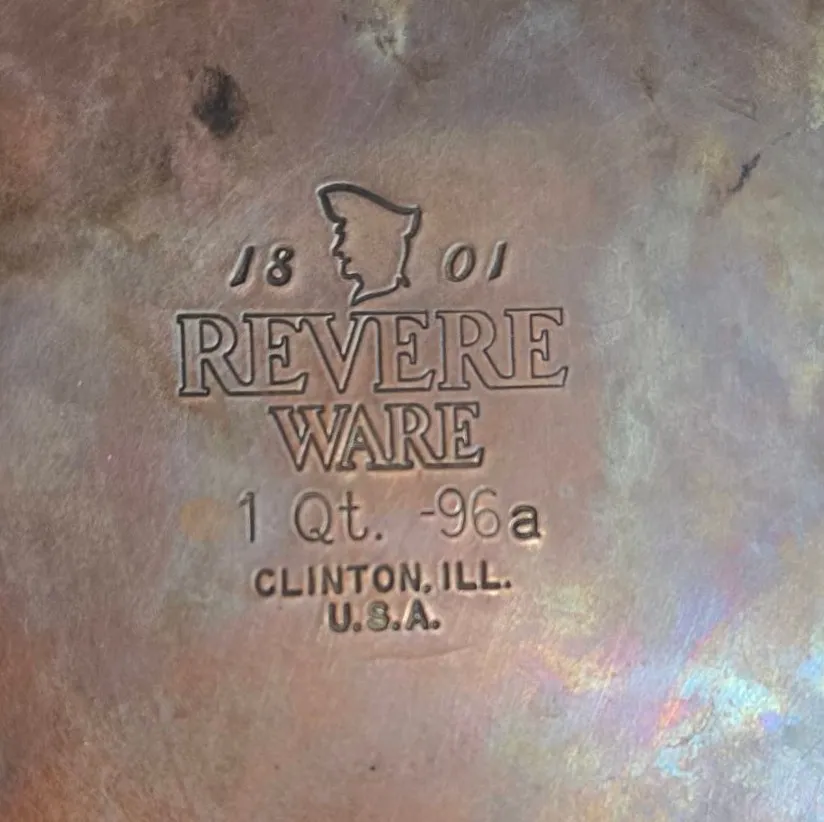 18 01
REVERE
WARE
1 Qt. -96a
CLINTON, ILL.
U.S.A.